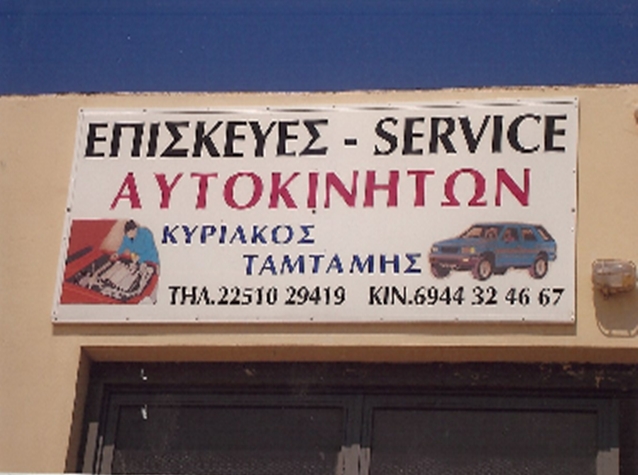 ΕΠΙΣΚΕΥΕΣ - SERVICE
ΑΥΤΟΚΙΝΗΤΩΝ
ΚΥΡΙΑΚΟΣ
ΤΑΜΤΑΜΗΣ
ΤΗΛ.22510 29419 ΚΙΝ.6944 32 46 67